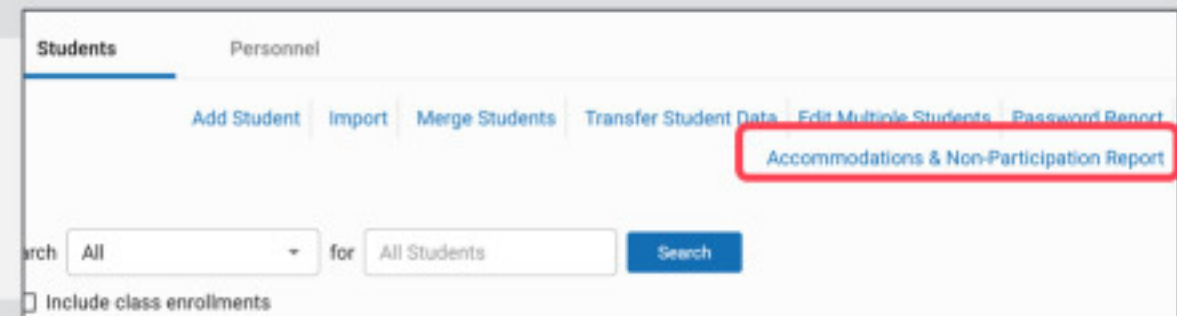 Students Personnel
Add Student Import Merge Students Transfer Student Data Edit Multiple Students Password Report
Accommodations & Non-Participation Report
arch All for All Students Search
Include class enrollments